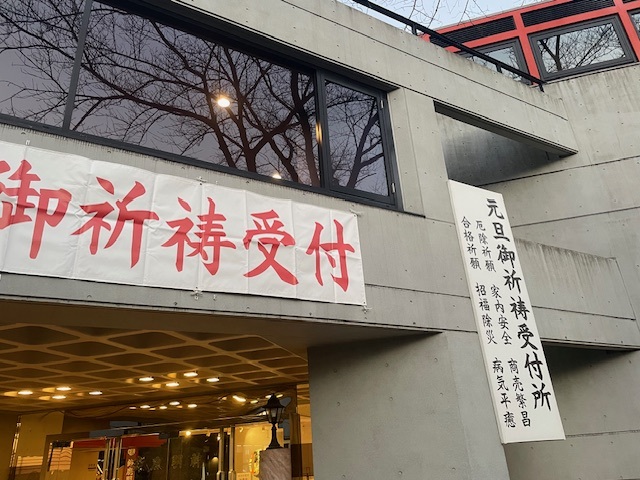 御祈祷受付
元旦御祈祷受付所
厄除祈願 家内安全 商売繁昌
合格祈願 招福除災 病気平癒